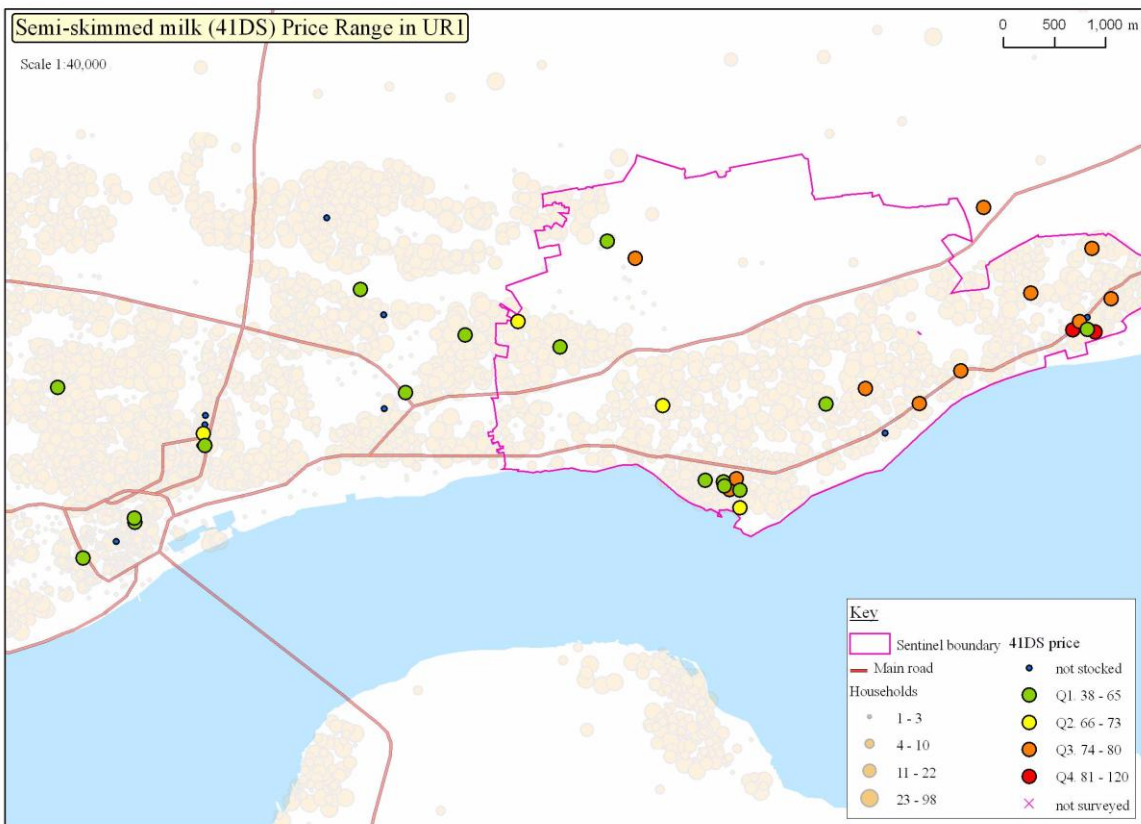 Semi-skimmed milk (41DS) Price Range in UR1
0 500 1,000 m
Scale 1:40,000
Key
Sentinel boundary
Main road
Households
1 - 3
4 - 10
11 - 22
23 - 98
41DS price
not stocked
Q1. 38 - 65
Q2. 66 - 73
Q3. 74 - 80
Q4. 81 - 120
not surveyed